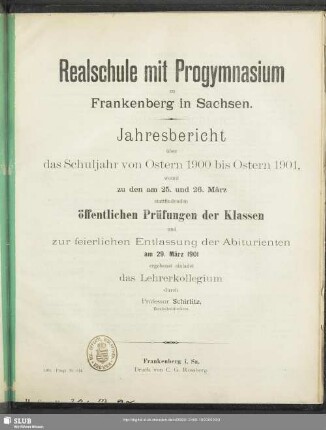 Realschule mit Progymnasium
zu
Frankenberg in Sachsen.
Jahresbericht
über
das Schuljahr von Ostern 1900 bis Ostern 1901,
womit
zu den am 25. und 26. März
stattfindenden
öffentlichen Prüfungen der Klassen
und
zur feierlichen Entlassung der Abiturienten
am 29. März 1901
ergebenst einladet
das Lehrerkollegium
durch
Professor Schürlitz,
Frankenberg i. Sa.
Druck von C. G. Rossberg.
SLUB